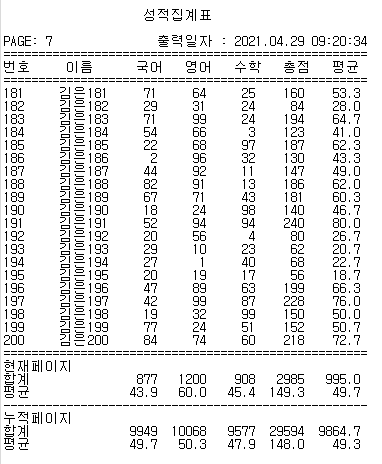 성적집계표
PAGE: 7 출력일자 : 2021.04.29 09:20:34
번호 이름 국어 영어 수학 총점 평균
181 김은181 71 64 25 160 53.3
182 김은182 29 31 24 84 28.0
183 김은183 71 99 24 194 64.7
184 김은184 54 66 3 123 41.0
185 김은185 22 68 97 187 62.3
186 김은186 2 96 32 130 43.3
187 김은187 44 92 11 147 49.0
188 김은188 82 91 13 186 62.0
189 김은189 67 71 43 181 60.3
190 김은190 18 24 98 140 46.7
191 김은191 52 94 94 240 80.0
192 김은192 20 56 4 80 26.7
193 김은193 29 10 23 62 20.7
194 김은194 27 1 40 68 22.7
195 김은195 20 19 17 56 18.7
196 김은196 47 89 63 199 66.3
197 김은197 42 99 87 228 76.0
198 김은198 19 32 99 150 50.0
199 김은199 77 24 51 152 50.7
200 김은200 84 74 60 218 72.7
현재페이지
합계 877 1200 908 2985 995.0
평균 43.9 60.0 45.4 149.3 49.7
누적페이지
합계 9949 10068 9577 29594 9864.7
평균 49.7 50.3 47.9 148.0 49.3